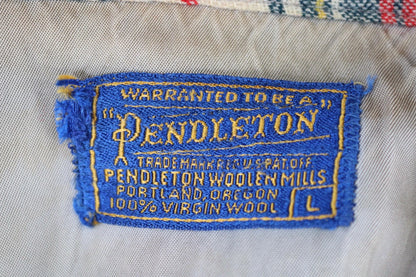 WARRANTED TO BE A
"PENDLETON"
TRADE MARK REG. U.S. PAT. OFF.
PENDLETON WOOLEN MILLS
PORTLAND, OREGON
100% VIRGIN WOOL
L